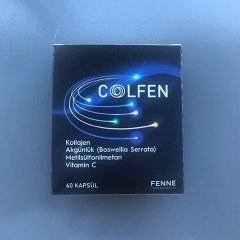 COLFEN
Kollajen
Akgünlük (Boswellia Serrata)
Metilsülfonilmetan
Vitamin C
60 KAPSÜL
FENNE